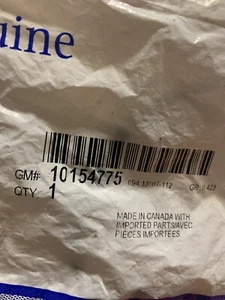 uine
GM#: 10154775
QTY. 1
MADE IN CANADA WITH
IMPORTED PARTS/AVEC
PIECES IMPORTEES